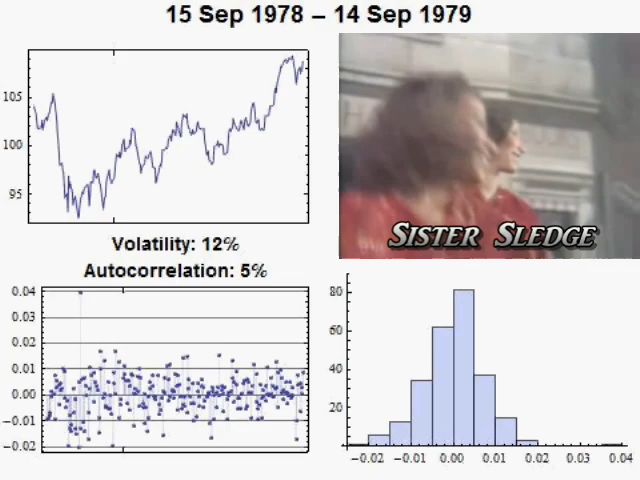 15 Sep 1978 – 14 Sep 1979
105
100
95
SISTER SLEDGE
Volatility: 12%
Autocorrelation: 5%
0.04
0.03
0.02
0.01
0.00
−0.01
−0.02
80
60
40
20
−0.02 −0.01 0.00 0.01 0.02 0.03 0.04